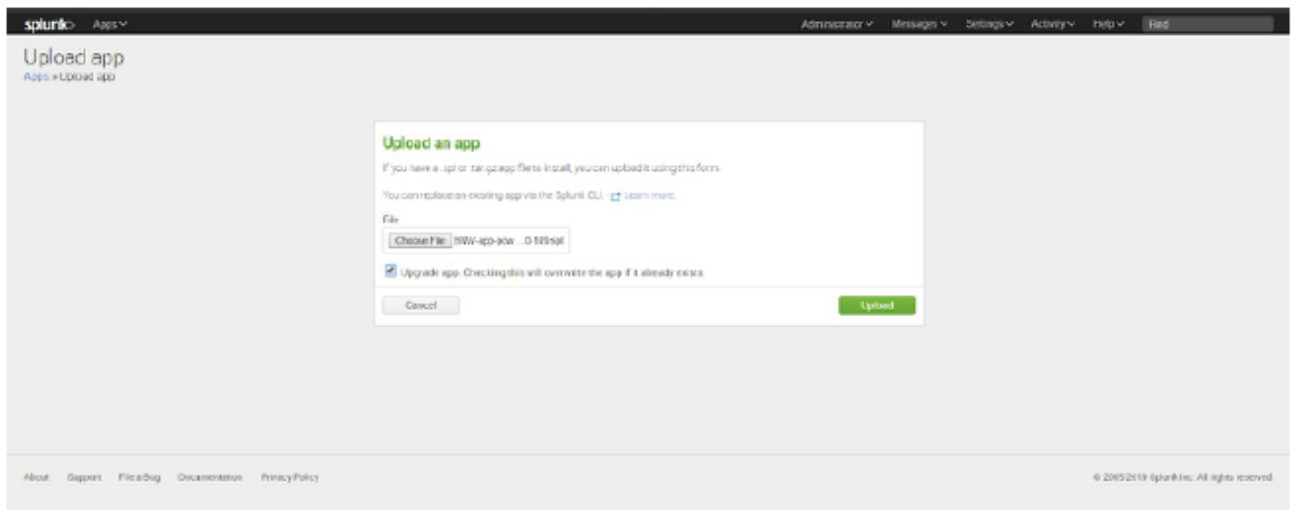 splunk> Apps
Administrator Messages Settings Activity Help Find
Upload app
Apps » Upload app
Upload an app
If you have a .spl or .tar.gz app file to install, you can upload it using this form.
You can replace an existing app via the Splunk CLI. Learn more.
File
Choose File
Upgrade app. Checking this will overwrite the app if it already exists.
Cancel Upload
About Support File a Bug Documentation Privacy Policy
© 2005-2019 Splunk Inc. All rights reserved.